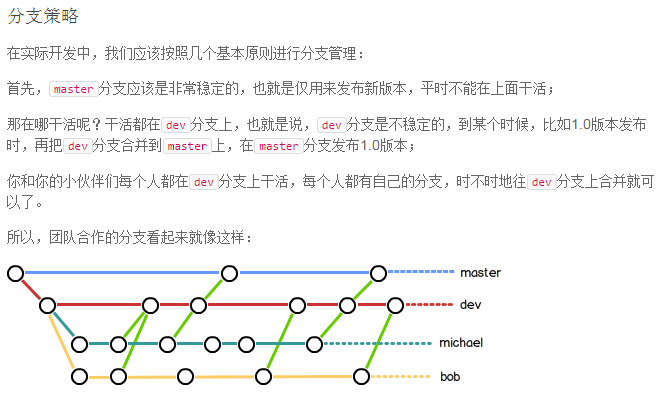 分支策略
在实际开发中，我们应该按照几个基本原则进行分支管理：
首先，master分支应该是非常稳定的，也就是仅用来发布新版本，平时不能在上面干活；
那在哪干活呢？干活都在dev分支上，也就是说，dev分支是不稳定的，到某个时候，比如1.0版本发布
时，再把dev分支合并到master上，在master分支发布1.0版本；
你和你的小伙伴们每个人都在dev分支上干活，每个人都有自己的分支，时不时地往dev分支上合并就可
以了。
所以，团队合作的分支看起来就像这样：
master
dev
michael
bob